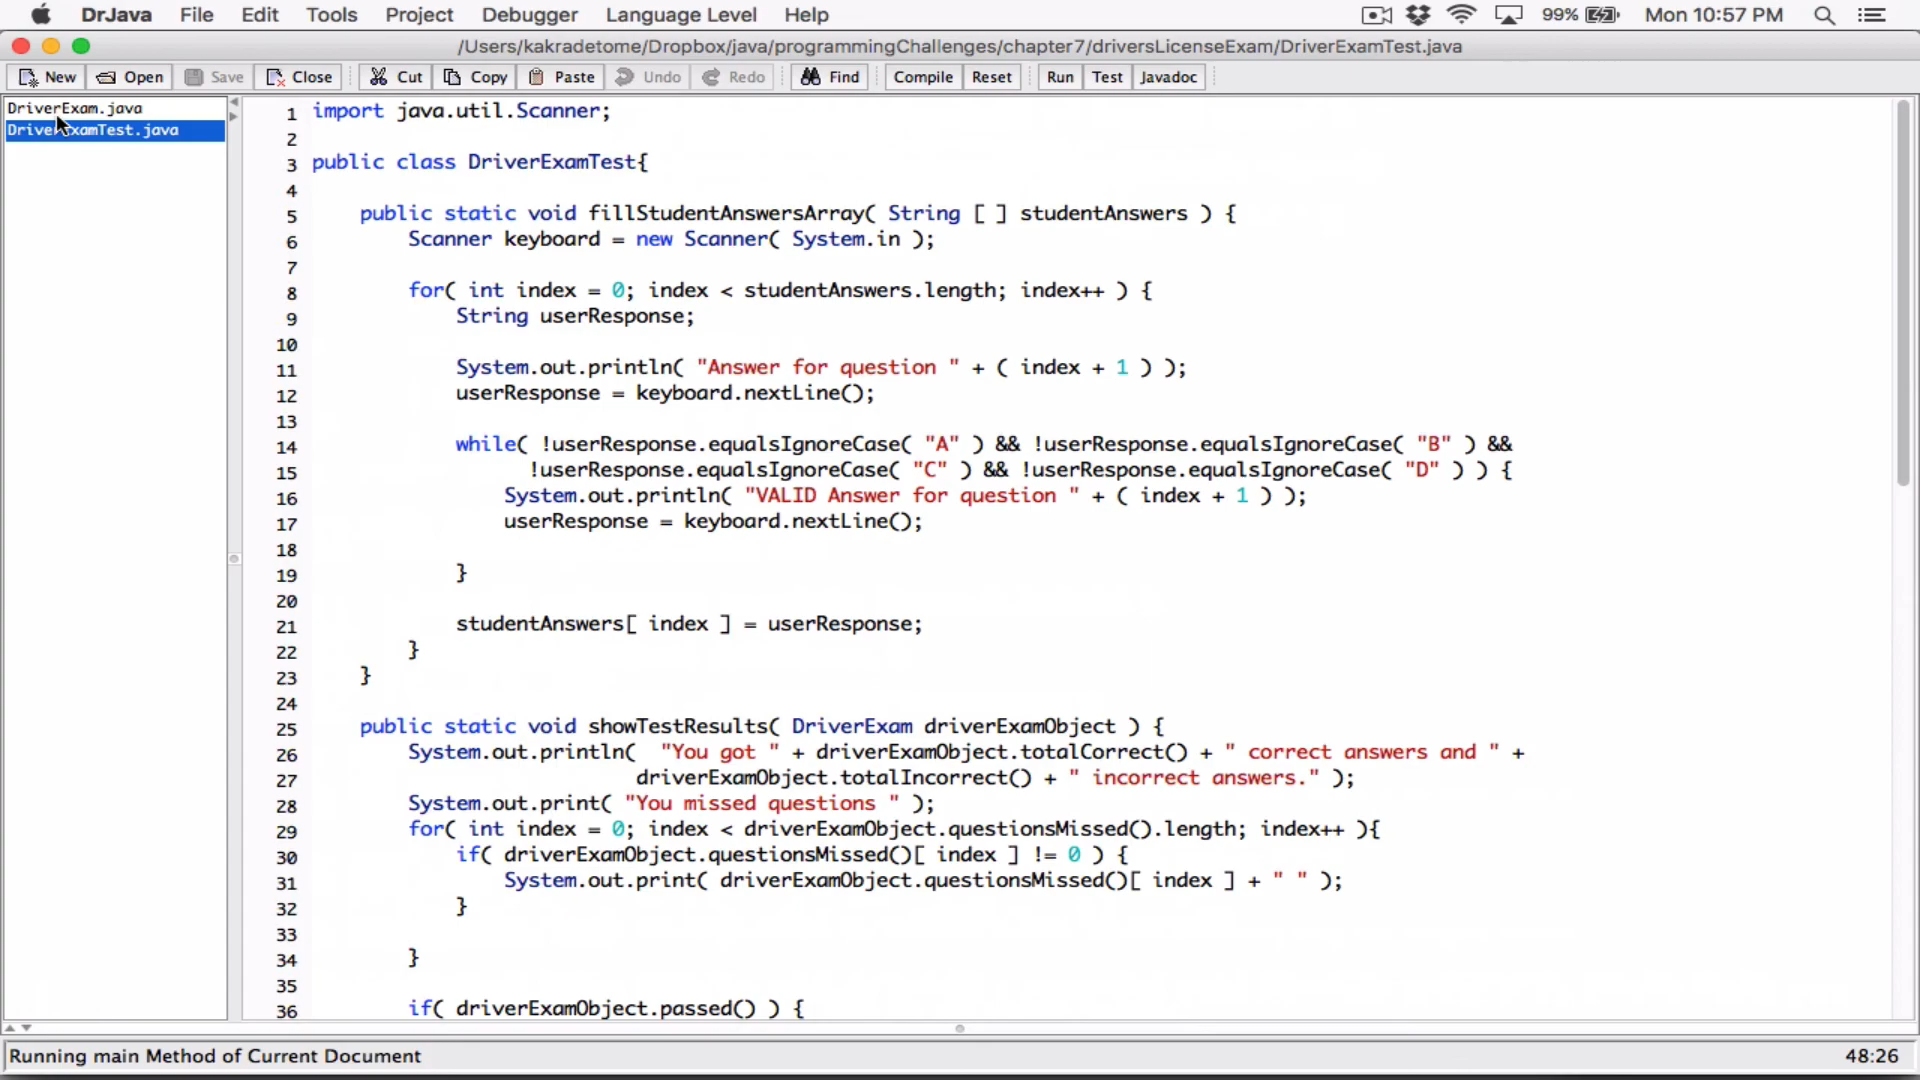 DrJava File Edit Tools Project Debugger Language Level Help 99% Mon 10:57 PM
/Users/kakradetome/Dropbox/java/programmingChallenges/chapter7/driversLicenseExam/DriverExamTest.java
New Open Save Close Cut Copy Paste Undo Redo Find Compile Reset Run Test Javadoc
DriverExam.java
DriverExamTest.java
1 import java.util.Scanner;
2
3 public class DriverExamTest{
4
5 public static void fillStudentAnswersArray( String [ ] studentAnswers ) {
6 Scanner keyboard = new Scanner( System.in );
7
8 for( int index = 0; index < studentAnswers.length; index++ ) {
9 String userResponse;
10
11 System.out.println( "Answer for question " + ( index + 1 ) );
12 userResponse = keyboard.nextLine();
13
14 while( !userResponse.equalsIgnoreCase( "A" ) && !userResponse.equalsIgnoreCase( "B" ) &&
15 !userResponse.equalsIgnoreCase( "C" ) && !userResponse.equalsIgnoreCase( "D" ) ) {
16 System.out.println( "VALID Answer for question " + ( index + 1 ) );
17 userResponse = keyboard.nextLine();
18
19 }
20
21 studentAnswers[ index ] = userResponse;
22 }
23 }
24
25 public static void showTestResults( DriverExam driverExamObject ) {
26 System.out.println(  "You got " + driverExamObject.totalCorrect() + " correct answers and " +
27 driverExamObject.totalIncorrect() + " incorrect answers." );
28 System.out.print( "You missed questions " );
29 for( int index = 0; index < driverExamObject.questionsMissed().length; index++ ){
30 if( driverExamObject.questionsMissed()[ index ] != 0 ) {
31 System.out.print( driverExamObject.questionsMissed()[ index ] + " " );
32 }
33
34 }
35
36 if( driverExamObject.passed() ) {
Running main Method of Current Document 48:26